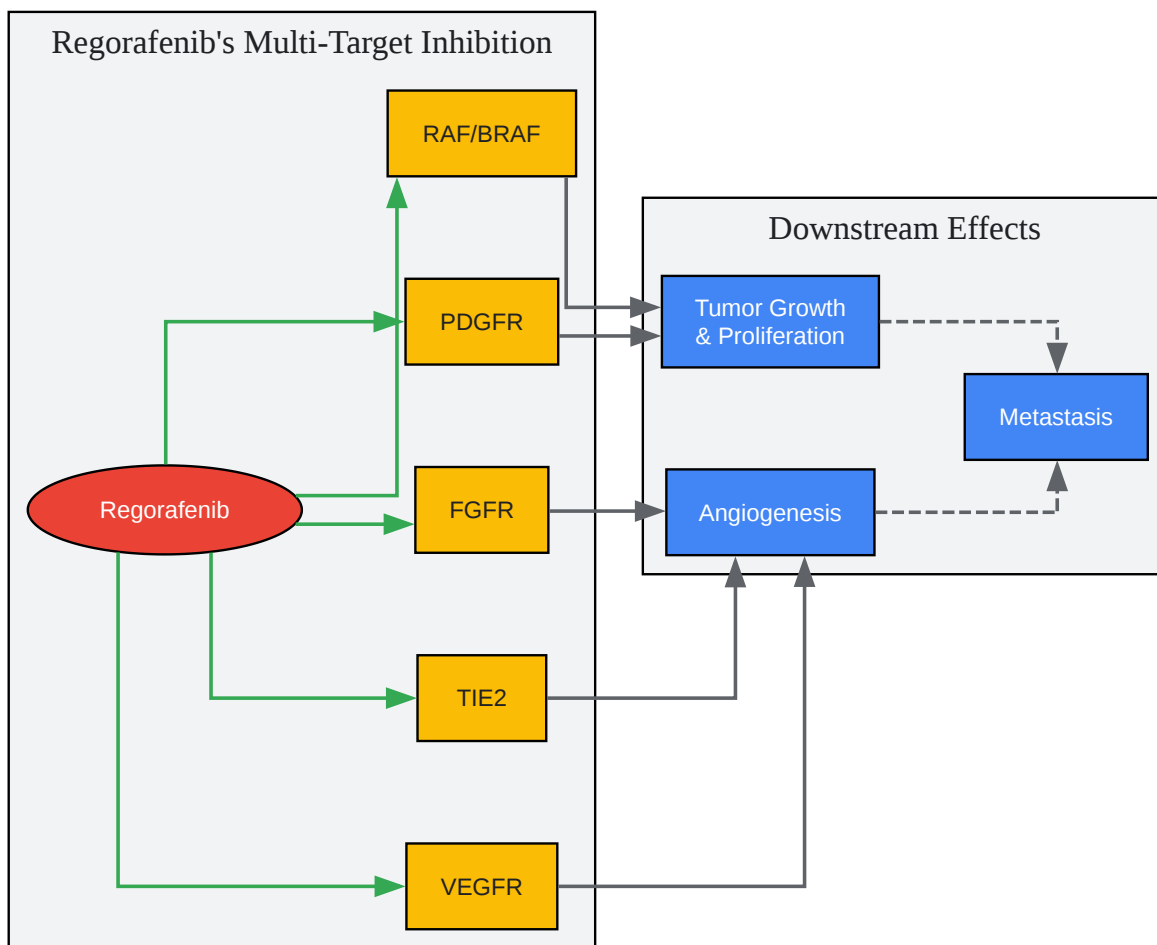 Regorafenib's Multi-Target Inhibition
RAF/BRAF
Downstream Effects
PDGFR
Tumor Growth
& Proliferation
Metastasis
Regorafenib
FGFR
Angiogenesis
TIE2
VEGFR